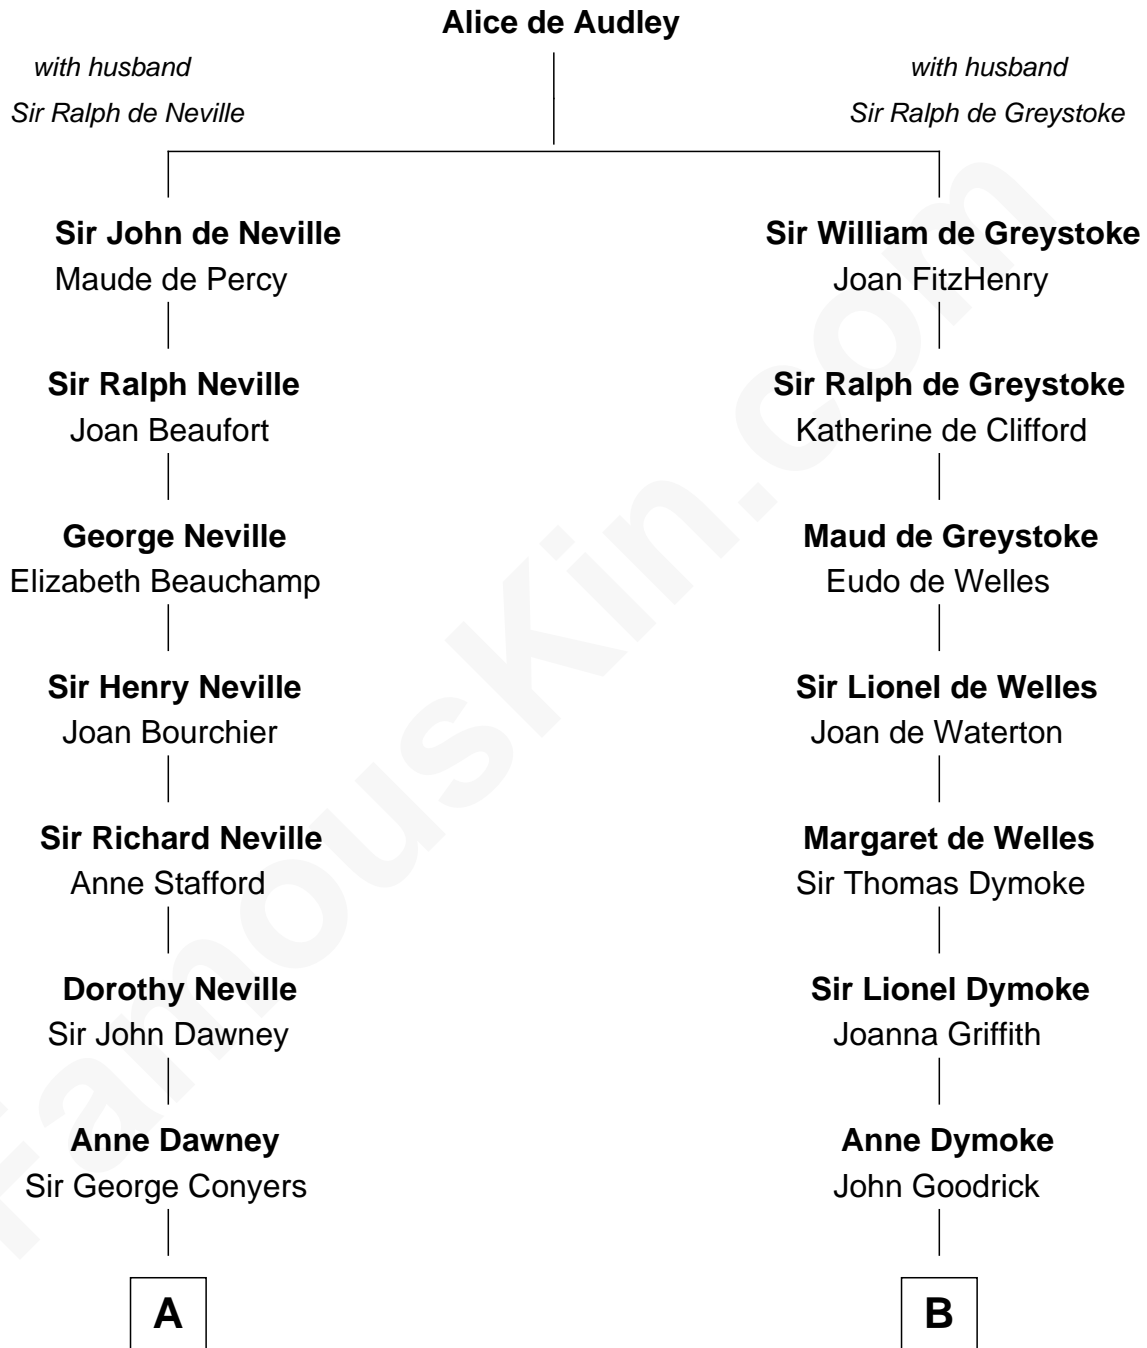 Alice de Audley
with husband
Sir Ralph de Neville
with husband
Sir Ralph de Greystoke
Sir John de Neville
Maude de Percy
Sir William de Greystoke
Joan FitzHenry
Sir Ralph Neville
Joan Beaufort
Sir Ralph de Greystoke
Katherine de Clifford
George Neville
Elizabeth Beauchamp
Maud de Greystoke
Eudo de Welles
Sir Henry Neville
Joan Bourchier
Sir Lionel de Welles
Joan de Waterton
Sir Richard Neville
Anne Stafford
Margaret de Welles
Sir Thomas Dymoke
Dorothy Neville
Sir John Dawney
Sir Lionel Dymoke
Joanna Griffith
Anne Dawney
Sir George Conyers
Anne Dymoke
John Goodrick
A
B
FamousKin.com